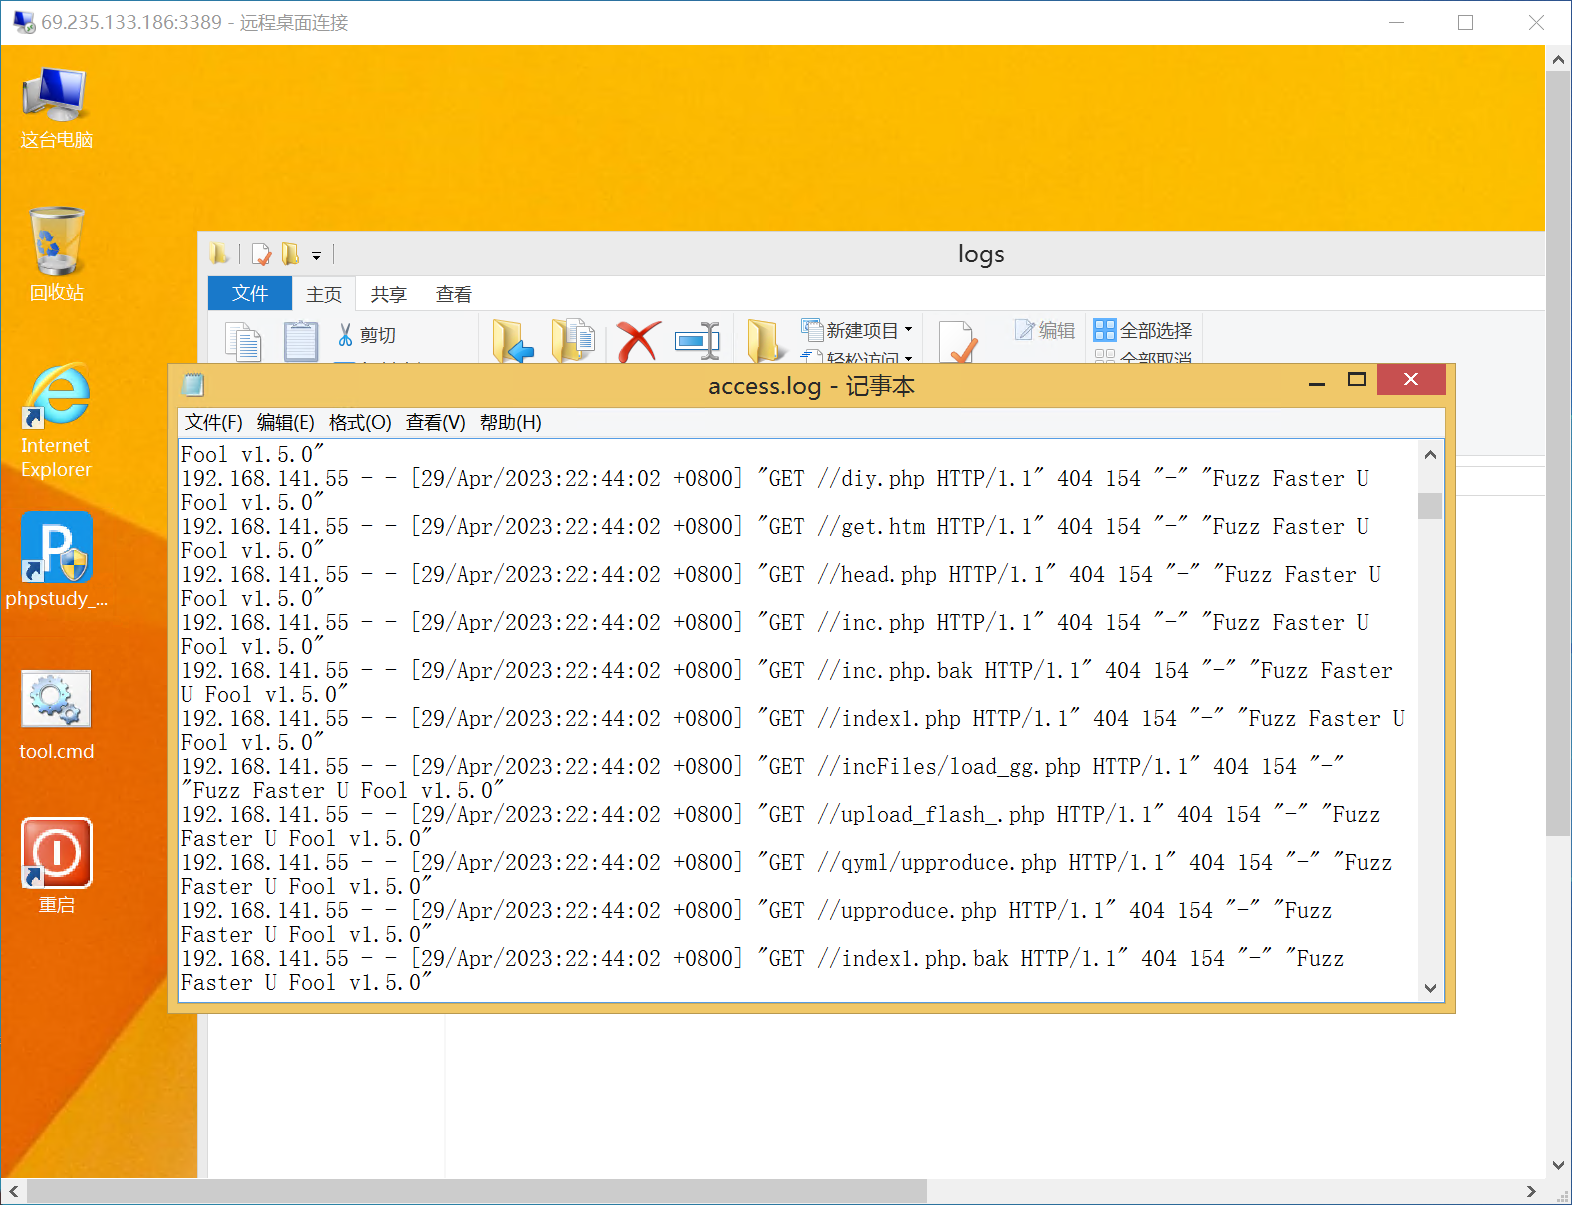 69.235.133.186:3389 - 远程桌面连接
这台电脑
回收站
Internet
Explorer
phpstudy_...
tool.cmd
重启
logs
文件 主页 共享 查看
剪切
新建项目
轻松访问
编辑
全部选择
全部取消
access.log - 记事本
文件(F) 编辑(E) 格式(O) 查看(V) 帮助(H)
Fool v1.5.0"
192.168.141.55 - - [29/Apr/2023:22:44:02 +0800] "GET //diy.php HTTP/1.1" 404 154 "-" "Fuzz Faster U
Fool v1.5.0"
192.168.141.55 - - [29/Apr/2023:22:44:02 +0800] "GET //get.htm HTTP/1.1" 404 154 "-" "Fuzz Faster U
Fool v1.5.0"
192.168.141.55 - - [29/Apr/2023:22:44:02 +0800] "GET //head.php HTTP/1.1" 404 154 "-" "Fuzz Faster U
Fool v1.5.0"
192.168.141.55 - - [29/Apr/2023:22:44:02 +0800] "GET //inc.php HTTP/1.1" 404 154 "-" "Fuzz Faster U
Fool v1.5.0"
192.168.141.55 - - [29/Apr/2023:22:44:02 +0800] "GET //inc.php.bak HTTP/1.1" 404 154 "-" "Fuzz Faster
U Fool v1.5.0"
192.168.141.55 - - [29/Apr/2023:22:44:02 +0800] "GET //index1.php HTTP/1.1" 404 154 "-" "Fuzz Faster U
Fool v1.5.0"
192.168.141.55 - - [29/Apr/2023:22:44:02 +0800] "GET //incFiles/load_gg.php HTTP/1.1" 404 154 "-"
"Fuzz Faster U Fool v1.5.0"
192.168.141.55 - - [29/Apr/2023:22:44:02 +0800] "GET //upload_flash_.php HTTP/1.1" 404 154 "-" "Fuzz
Faster U Fool v1.5.0"
192.168.141.55 - - [29/Apr/2023:22:44:02 +0800] "GET //qyml/upproduce.php HTTP/1.1" 404 154 "-" "Fuzz
Faster U Fool v1.5.0"
192.168.141.55 - - [29/Apr/2023:22:44:02 +0800] "GET //upproduce.php HTTP/1.1" 404 154 "-" "Fuzz
Faster U Fool v1.5.0"
192.168.141.55 - - [29/Apr/2023:22:44:02 +0800] "GET //index1.php.bak HTTP/1.1" 404 154 "-" "Fuzz
Faster U Fool v1.5.0"